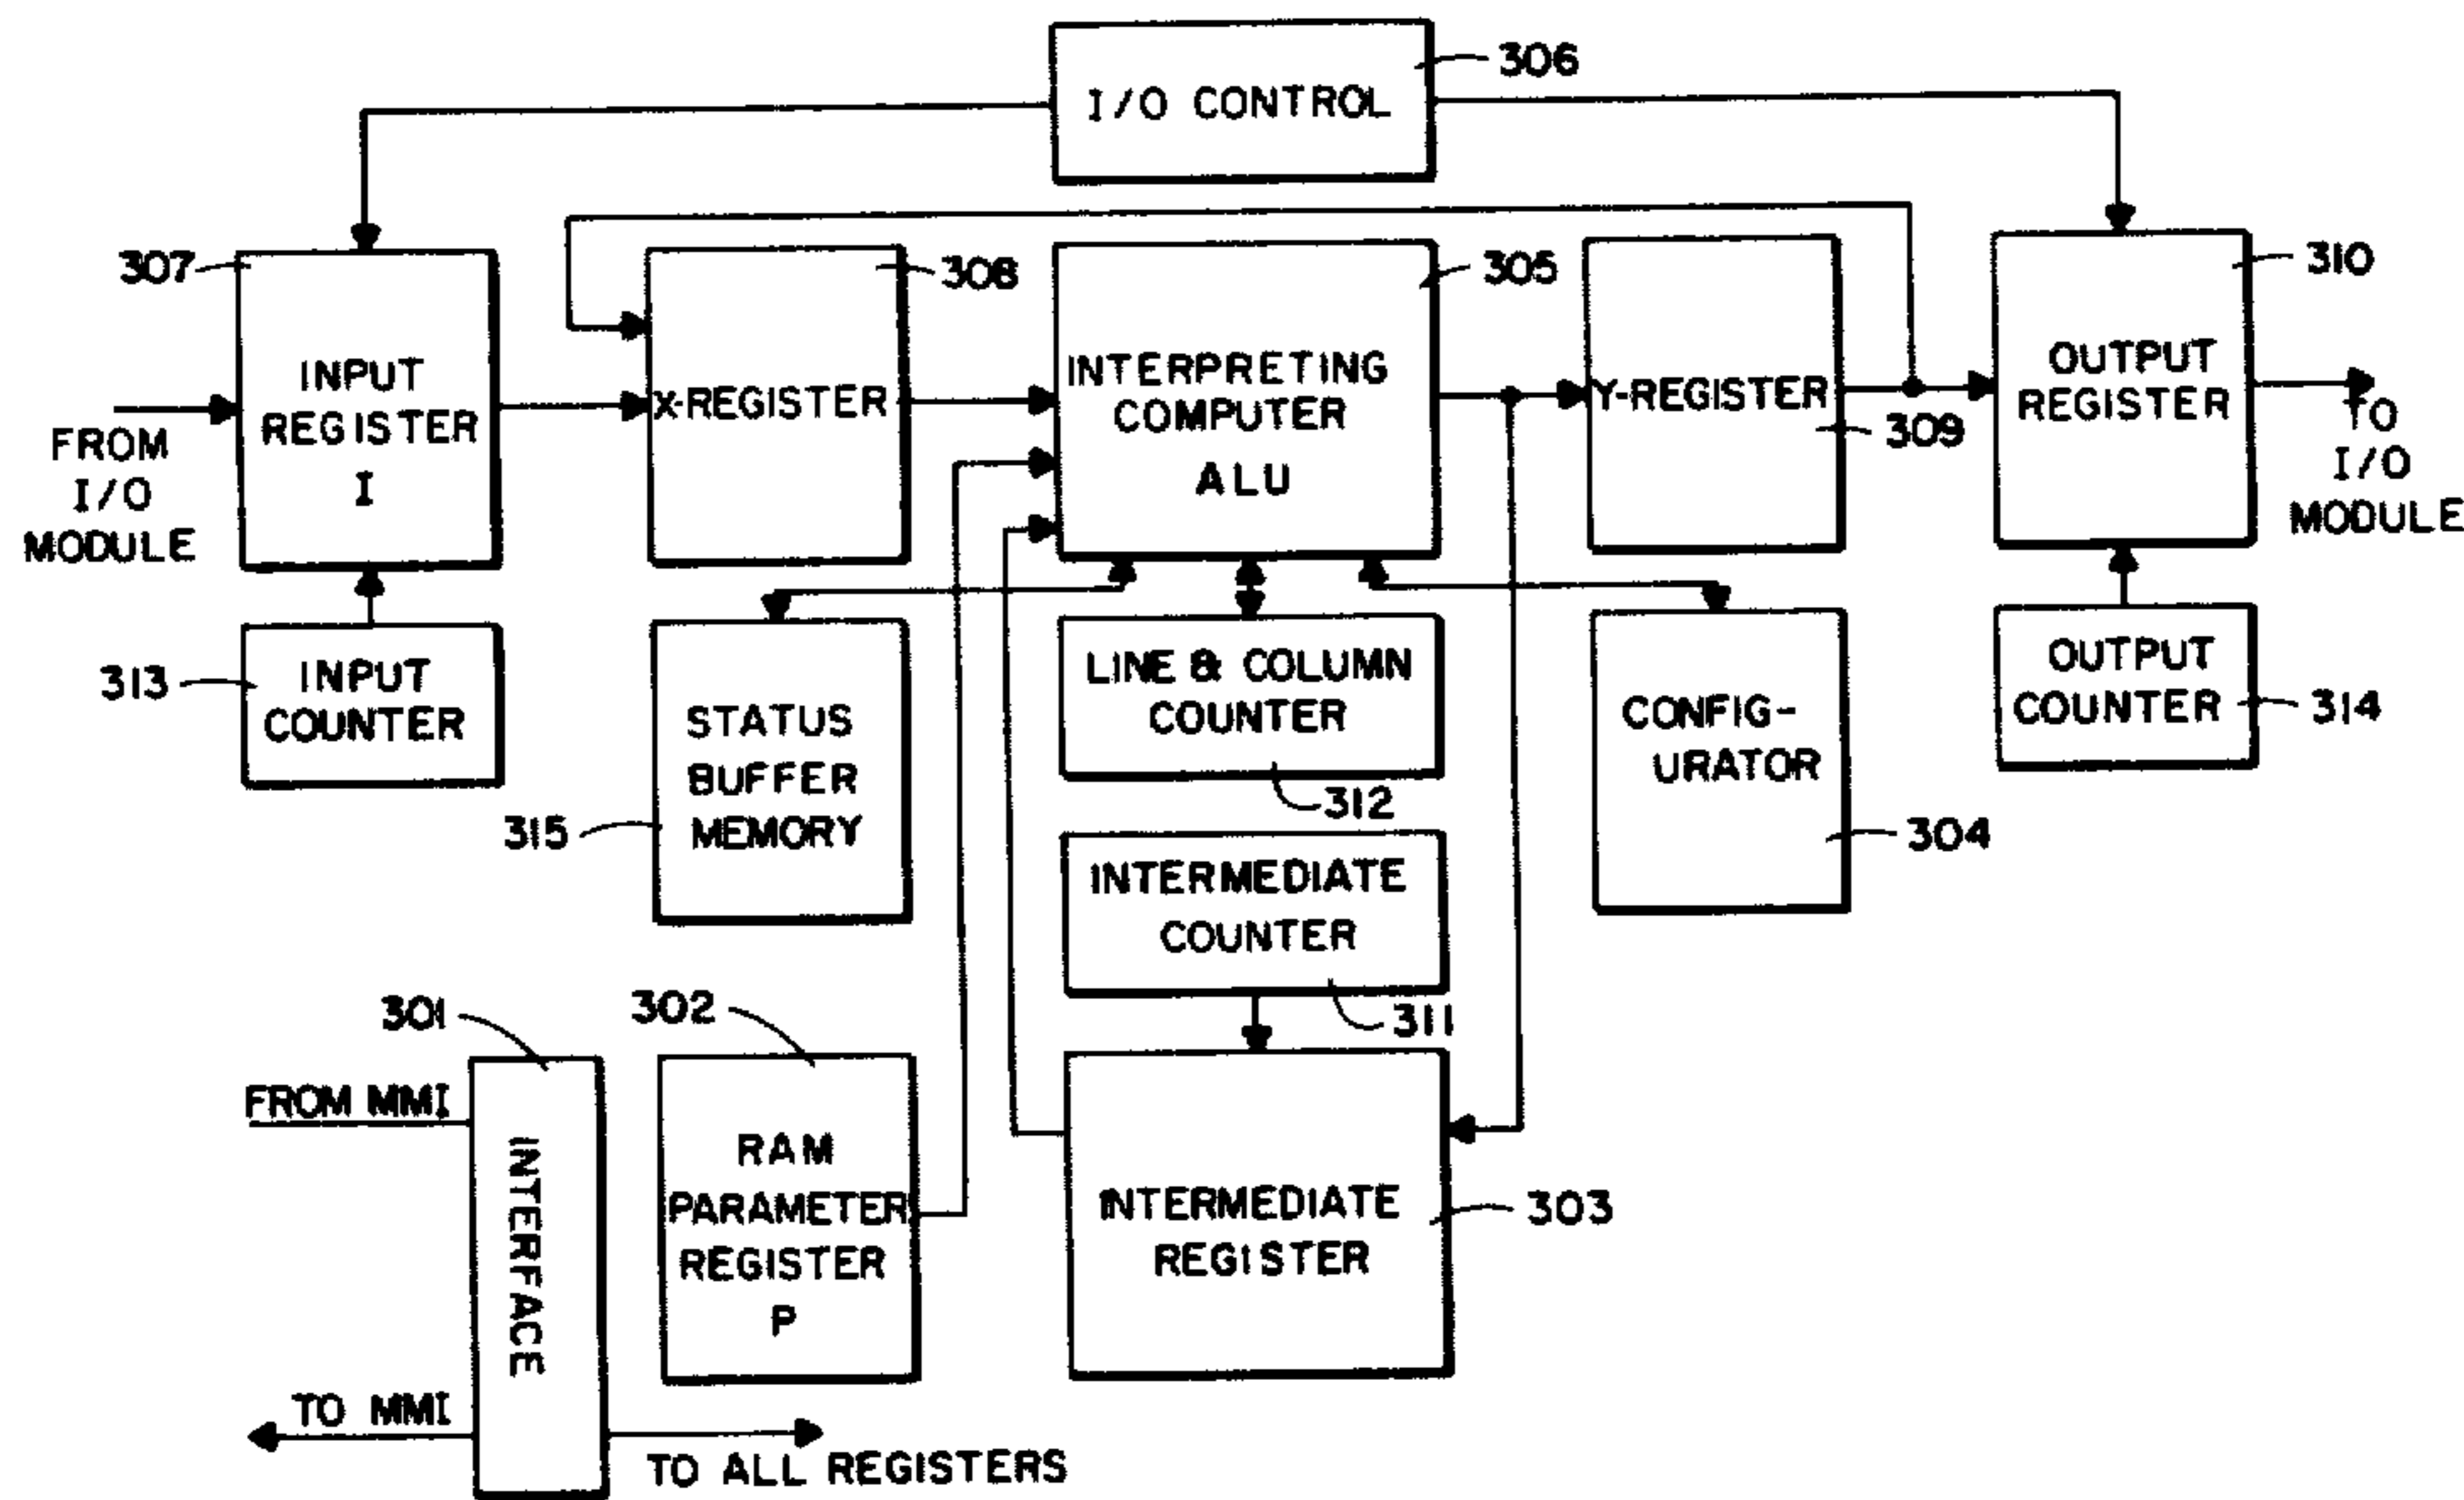 306
I/O CONTROL
307
308
305
310
INPUT
REGISTER
I
X-REGISTER
INTERPRETING
COMPUTER
ALU
Y-REGISTER
309
OUTPUT
REGISTER
FROM
I/O
MODULE
TO
I/O
MODULE
313
INPUT
COUNTER
315
STATUS
BUFFER
MEMORY
LINE & COLUMN
COUNTER
312
CONFIG-
URATOR
304
OUTPUT
COUNTER
314
INTERMEDIATE
COUNTER
311
301
302
FROM MMI
INTERFACE
TO MMI
TO ALL REGISTERS
RAM
PARAMETER
REGISTER
P
INTERMEDIATE
REGISTER
303